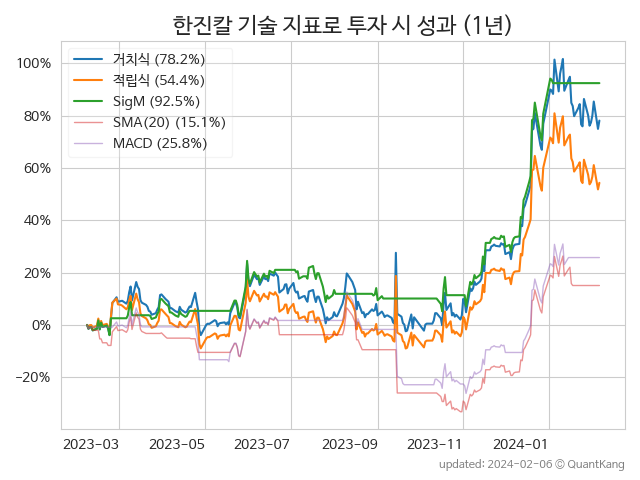 한진칼 기술 지표로 투자 시 성과 (1년)
100%
80%
60%
40%
20%
0%
−20%
거치식 (78.2%)
적립식 (54.4%)
SigM (92.5%)
SMA(20) (15.1%)
MACD (25.8%)
2023-03
2023-05
2023-07
2023-09
2023-11
2024-01
updated: 2024-02-06 © QuantKang